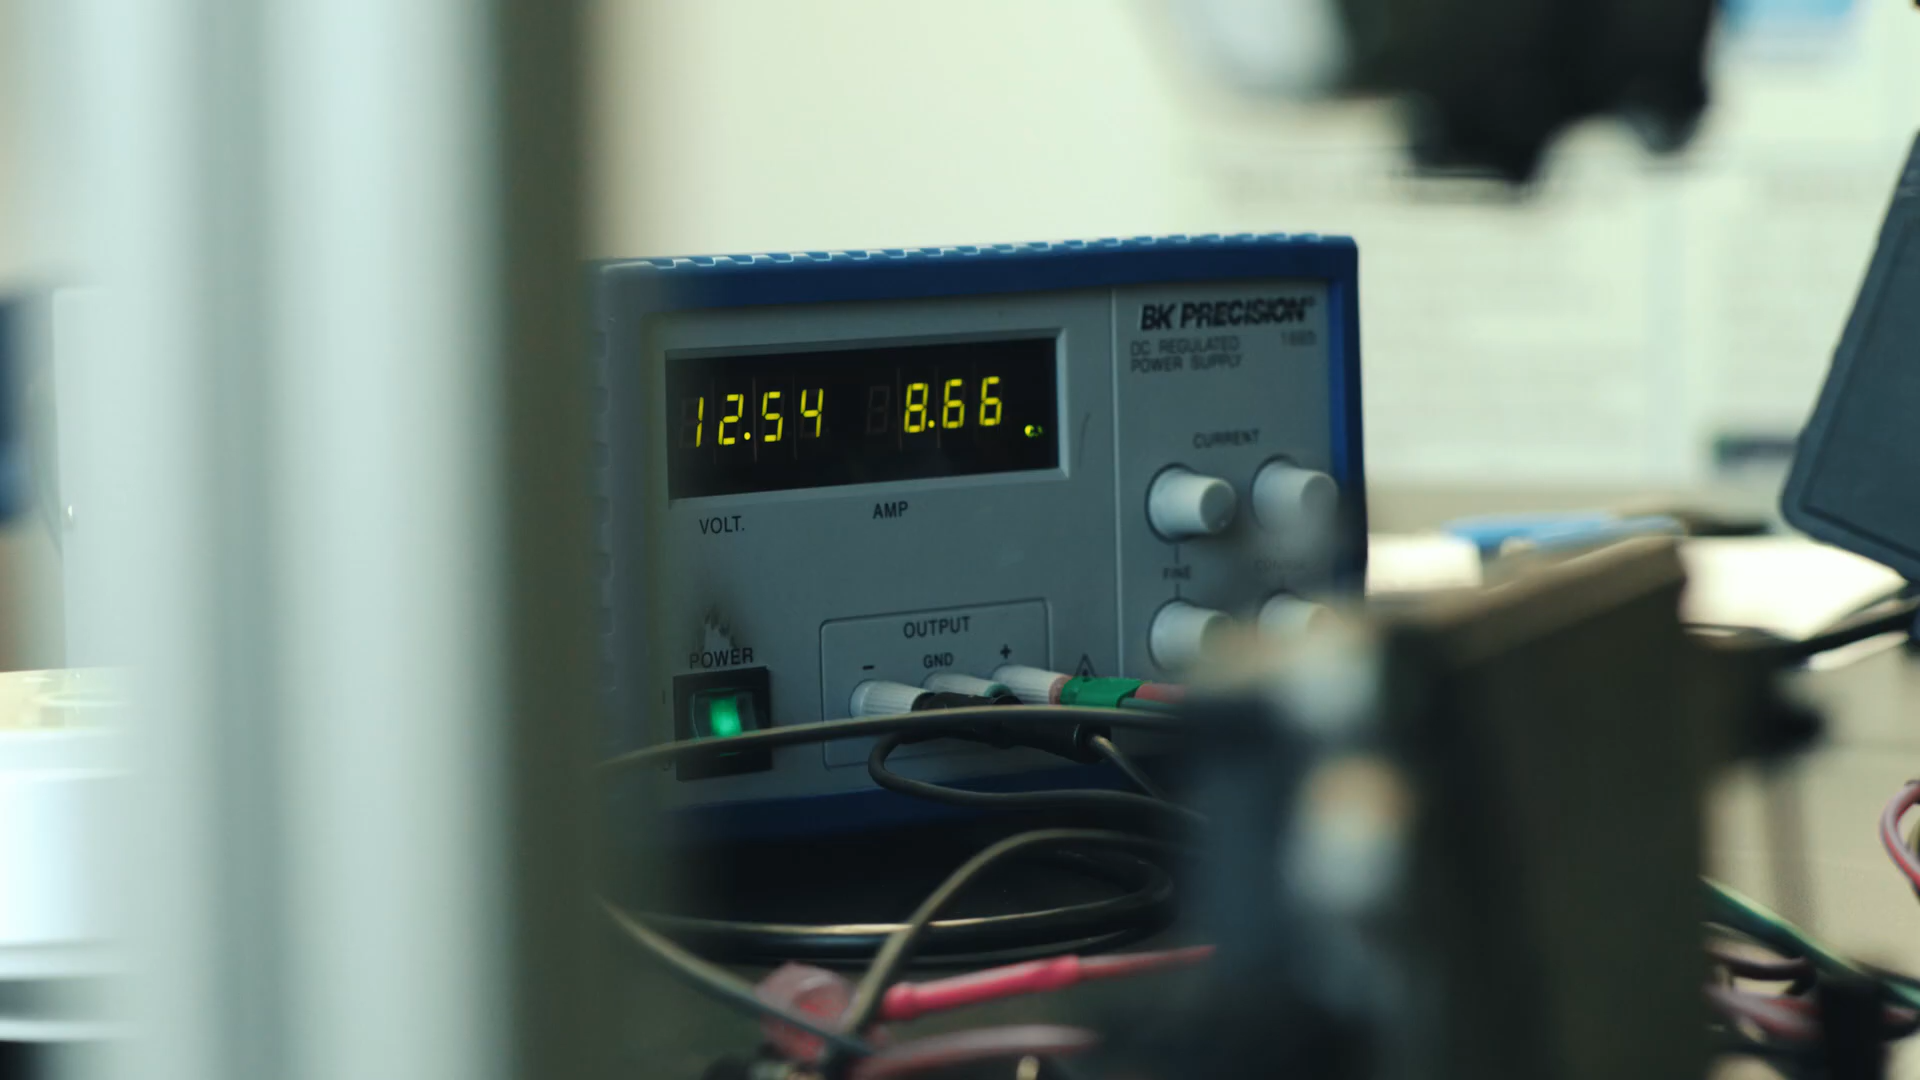 BK PRECISION®
DC REGULATED
POWER SUPPLY
12.54 8.66
VOLT. AMP
CURRENT
FINE
OUTPUT
- GND +
POWER